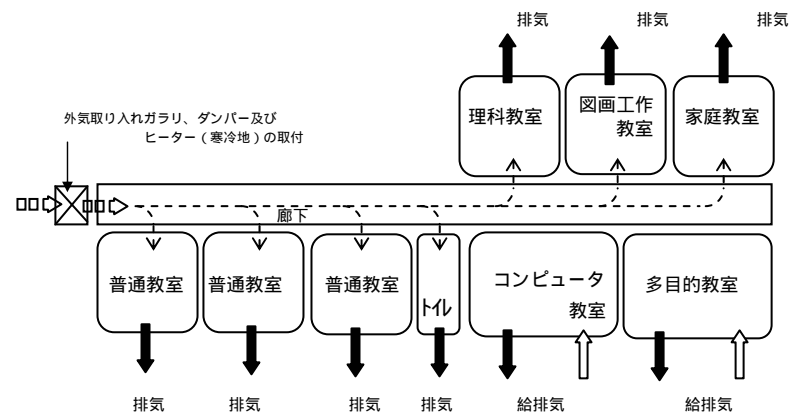 排気 排気 排気
外気取り入れガラリ、ダンパー及び
ヒーター（寒冷地）の取付
理科教室
図画工作
教室
家庭教室
廊下
普通教室
普通教室
普通教室
トイレ
コンピュータ
教室
多目的教室
排気 排気 排気 排気 給排気 給排気